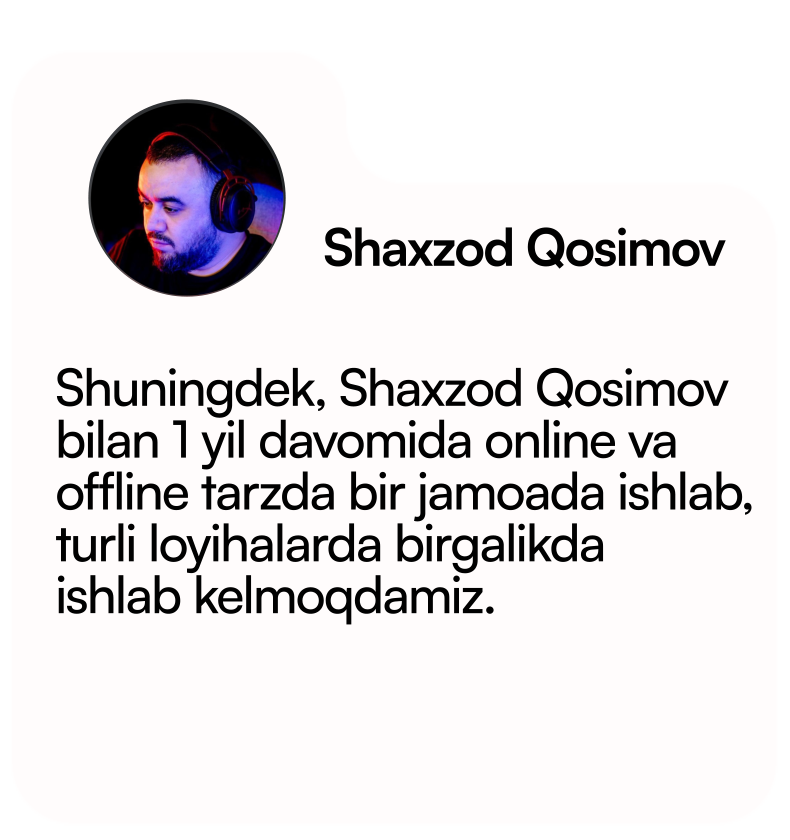 Shaxzod Qosimov
Shuningdek, Shaxzod Qosimov
bilan 1 yil davomida online va
offline tarzda bir jamoada ishlab,
turli loyihalarda birgalikda
ishlab kelmoqdamiz.